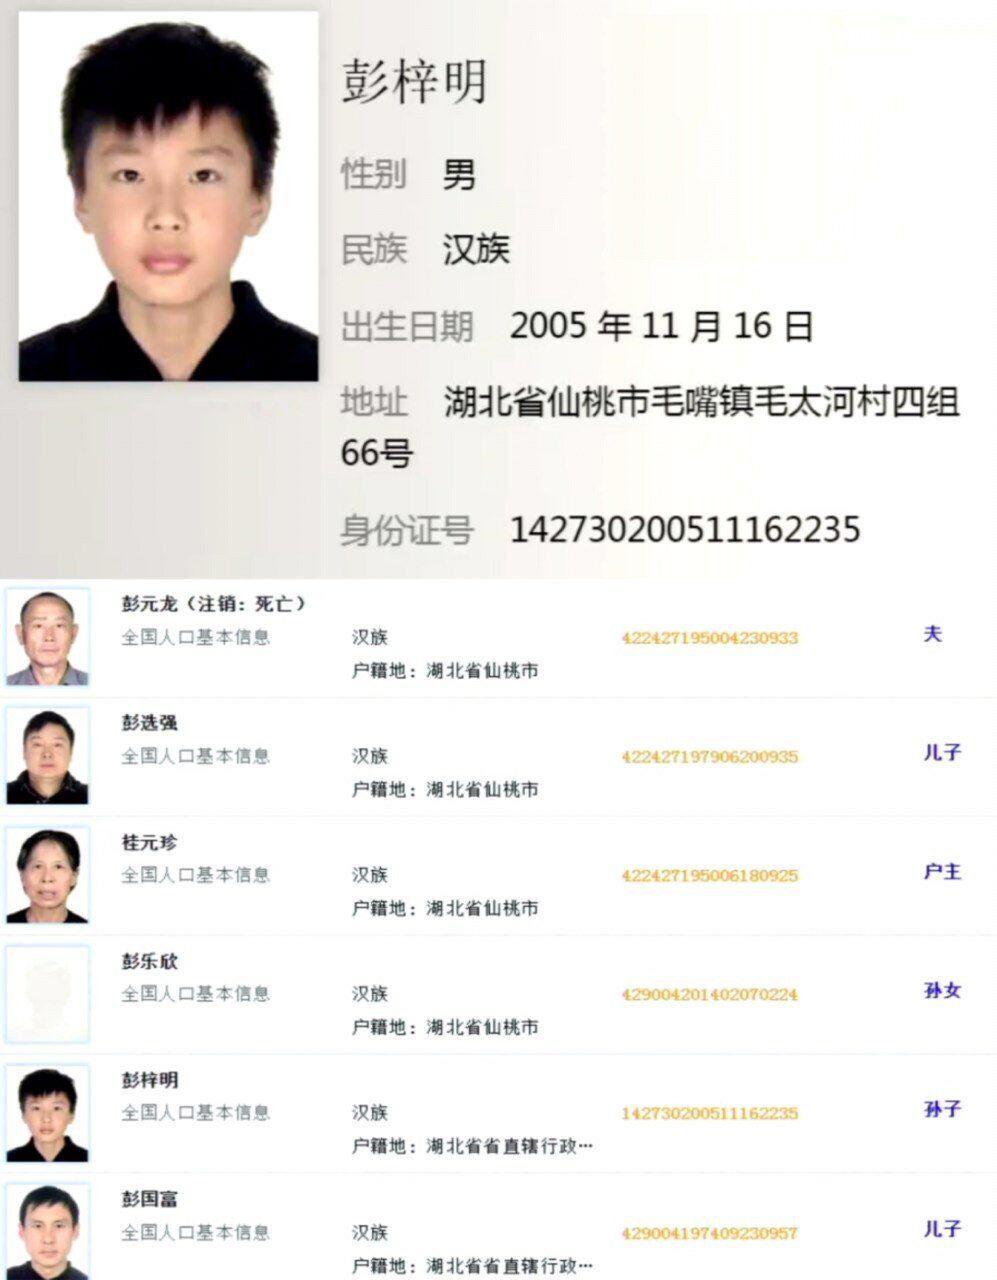 彭梓明
性别 男
民族 汉族
出生日期 2005 年 11 月 16 日
地址 湖北省仙桃市毛嘴镇毛太河村四组
66号
身份证号 142730200511162235
彭元龙（注销：死亡）
全国人口基本信息 汉族 422427195004230933 夫
户籍地：湖北省仙桃市
彭选强
全国人口基本信息 汉族 422427197906200935 儿子
户籍地：湖北省仙桃市
桂元珍
全国人口基本信息 汉族 422427195006180925 户主
户籍地：湖北省仙桃市
彭乐欣
全国人口基本信息 汉族 429004201402070224 孙女
户籍地：湖北省仙桃市
彭梓明
全国人口基本信息 汉族 142730200511162235 孙子
户籍地：湖北省省直辖行政…
彭国富
全国人口基本信息 汉族 429004197409230957 儿子
户籍地：湖北省省直辖行政…